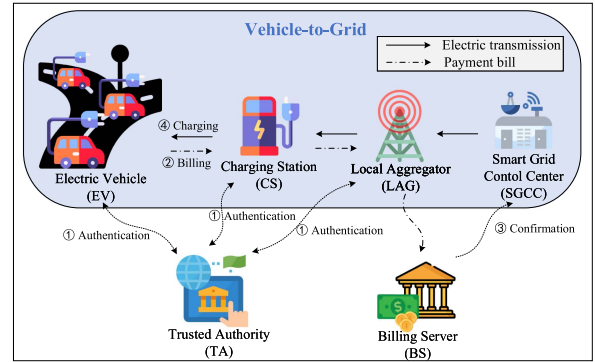 Vehicle-to-Grid
Electric transmission
Payment bill
④ Charging
② Billing
Electric Vehicle
(EV)
Charging Station
(CS)
Local Aggregator
(LAG)
Smart Grid
Contol Center
(SGCC)
① Authentication
① Authentication
① Authentication
③ Confirmation
Trusted Authority
(TA)
Billing Server
(BS)